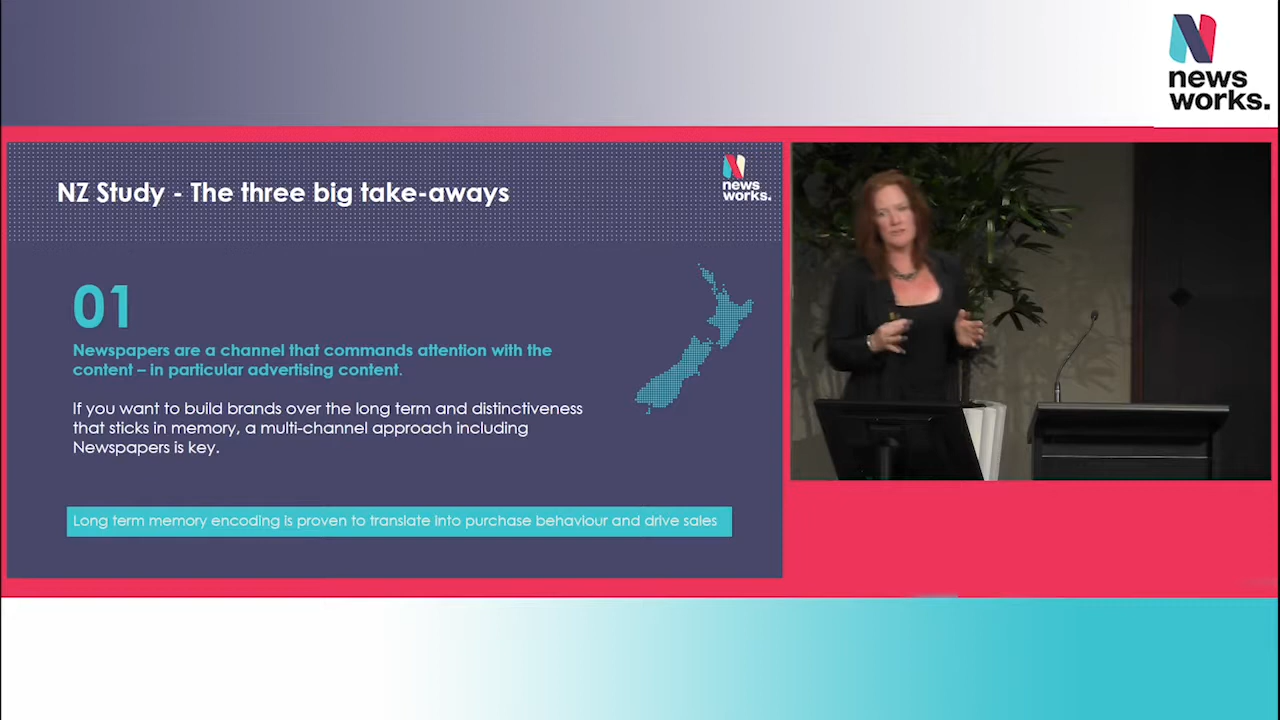 news
works.
NZ Study - The three big take-aways
news
works.
01
Newspapers are a channel that commands attention with the
content – in particular advertising content.
If you want to build brands over the long term and distinctiveness
that sticks in memory, a multi-channel approach including
Newspapers is key.
Long term memory encoding is proven to translate into purchase behaviour and drive sales